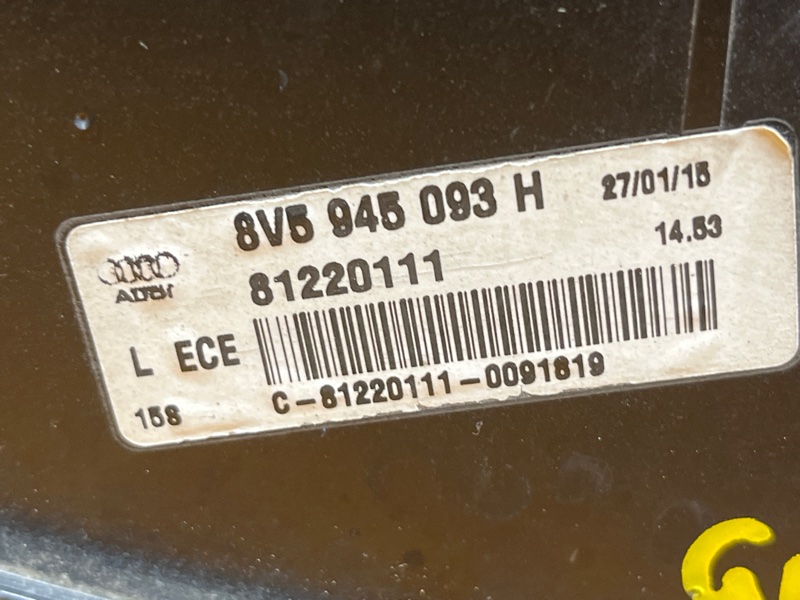 8V5 945 093 H 27/01/15
81220111 14.53
Audi
L ECE
158 C-81220111-0091819